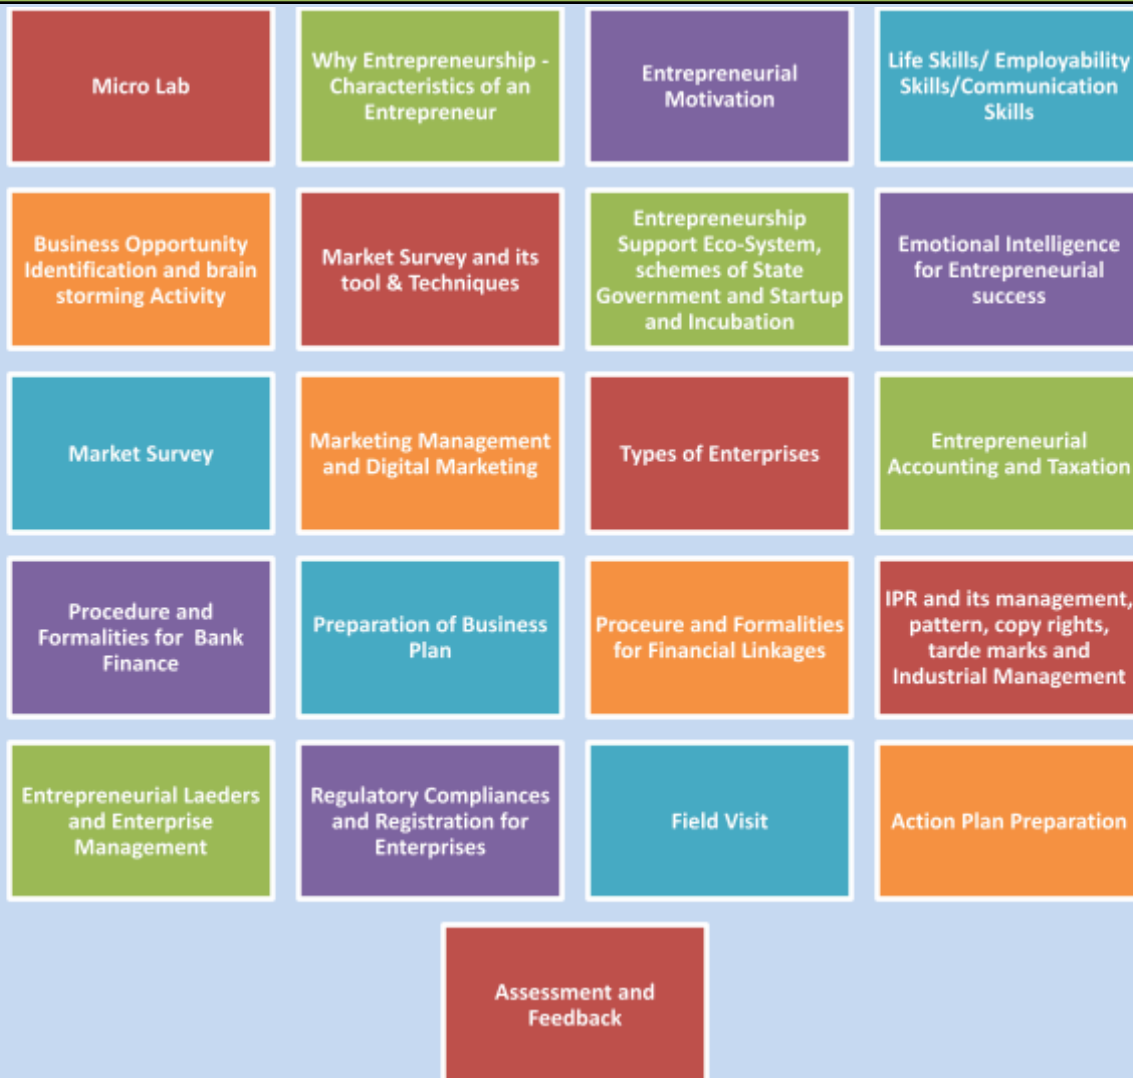 Micro Lab
Why Entrepreneurship -
Characteristics of an
Entrepreneur
Entrepreneurial
Motivation
Life Skills/ Employability
Skills/Communication
Skills
Business Opportunity
Identification and brain
storming Activity
Market Survey and its
tool & Techniques
Entrepreneurship
Support Eco-System,
schemes of State
Government and Startup
and Incubation
Emotional Intelligence
for Entrepreneurial
success
Market Survey
Marketing Management
and Digital Marketing
Types of Enterprises
Entrepreneurial
Accounting and Taxation
Procedure and
Formalities for Bank
Finance
Preparation of Business
Plan
Proceure and Formalities
for Financial Linkages
IPR and its management,
pattern, copy rights,
tarde marks and
Industrial Management
Entrepreneurial Laeders
and Enterprise
Management
Regulatory Compliances
and Registration for
Enterprises
Field Visit
Action Plan Preparation
Assessment and
Feedback